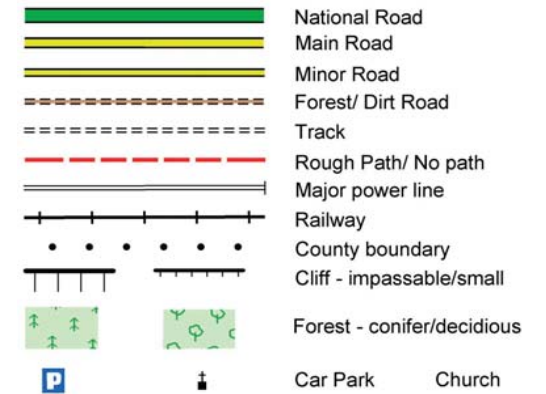 National Road
Main Road
Minor Road
Forest/ Dirt Road
Track
Rough Path/ No path
Major power line
Railway
County boundary
Cliff - impassable/small
Forest - conifer/decidious
P Car Park Church